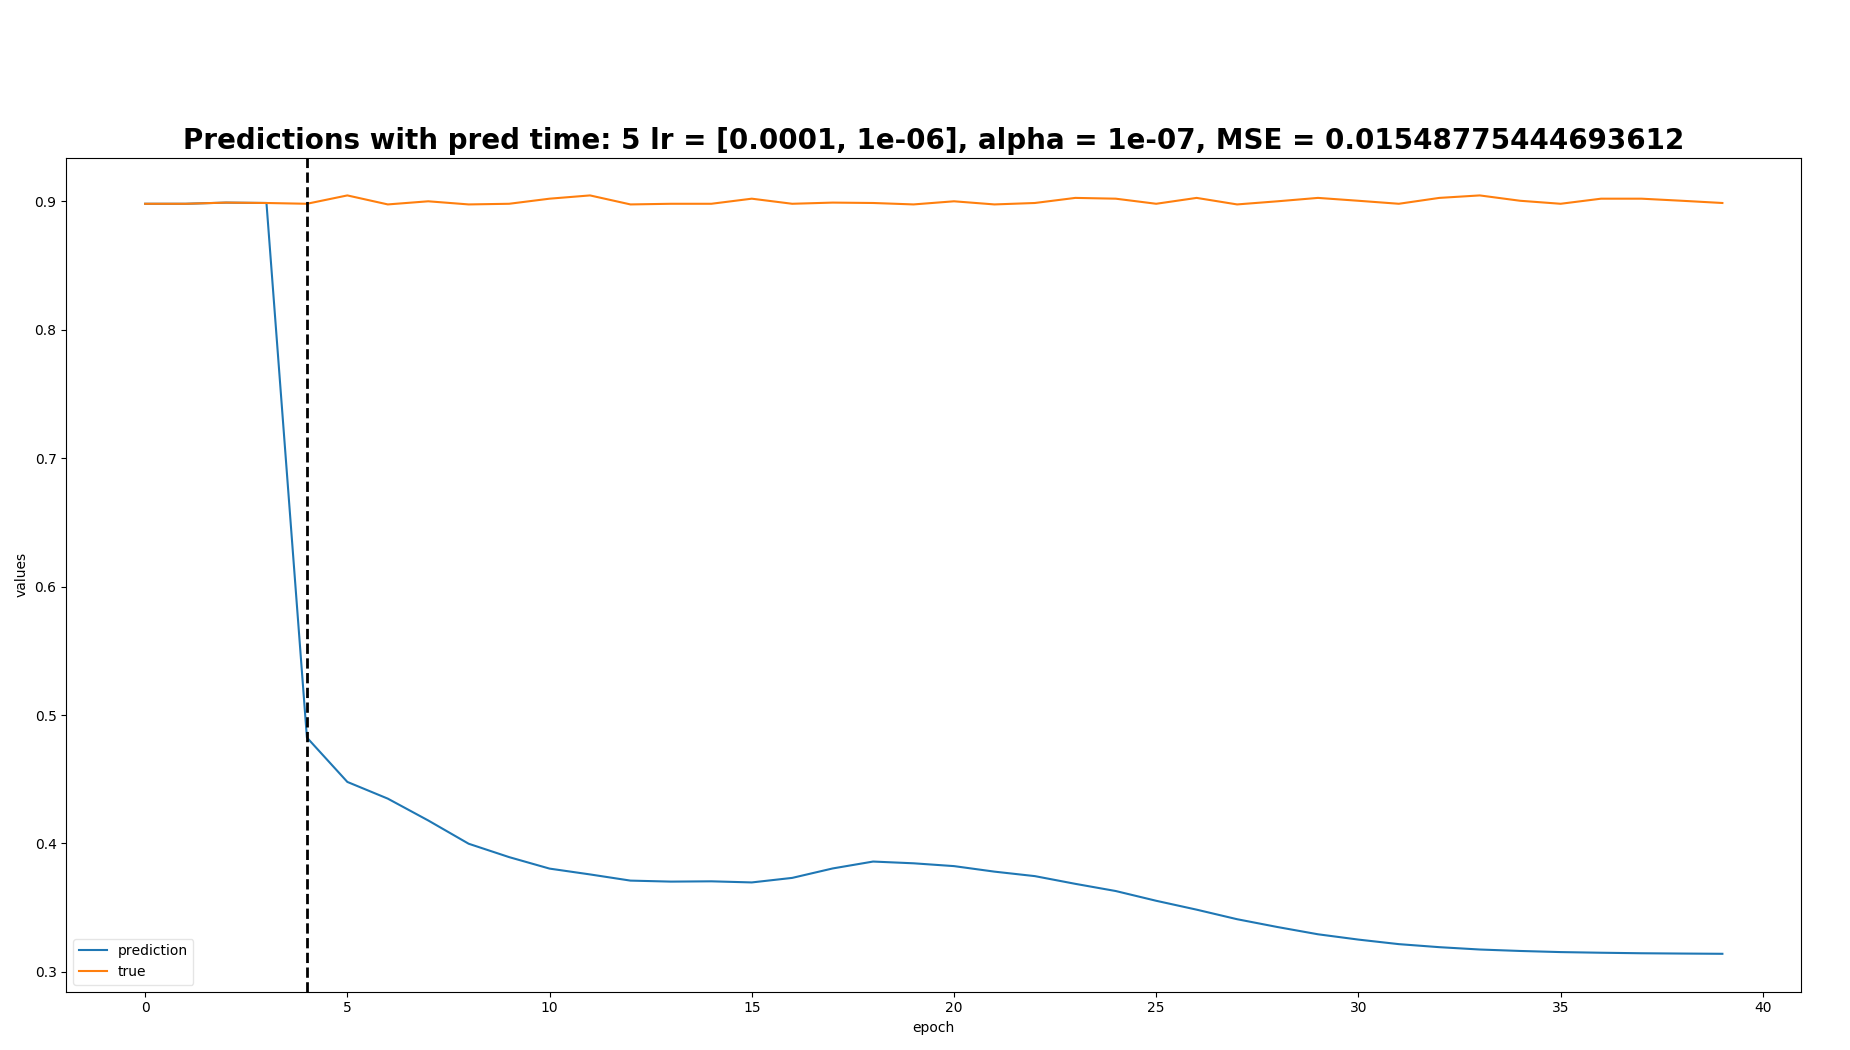 Predictions with pred time: 5 lr = [0.0001, 1e-06], alpha = 1e-07, MSE = 0.01548775444693612
0.9
0.8
0.7
0.6
0.5
0.4
0.3
values
prediction
true
0 5 10 15 20 25 30 35 40
epoch